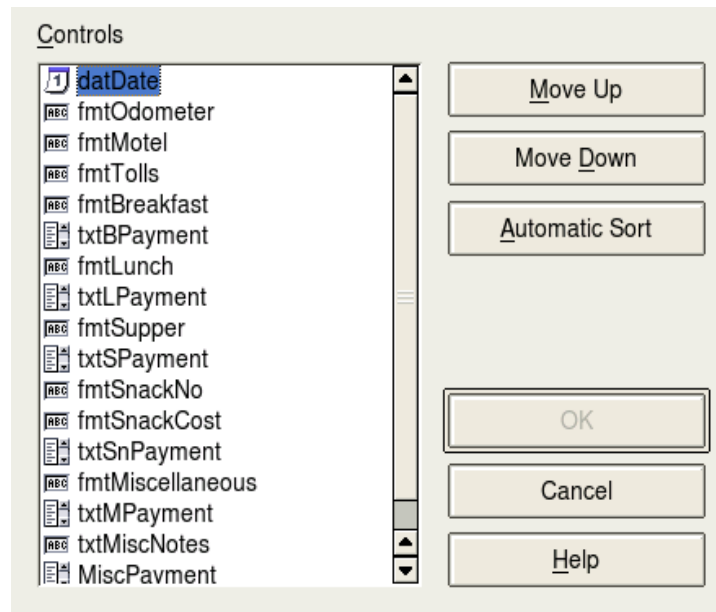 Controls
datDate
fmtOdometer
fmtMotel
fmtTolls
fmtBreakfast
txtBPayment
fmtLunch
txtLPayment
fmtSupper
txtSPayment
fmtSnackNo
fmtSnackCost
txtSnPayment
fmtMiscellaneous
txtMPayment
txtMiscNotes
MiscPayment
Move Up
Move Down
Automatic Sort
OK
Cancel
Help